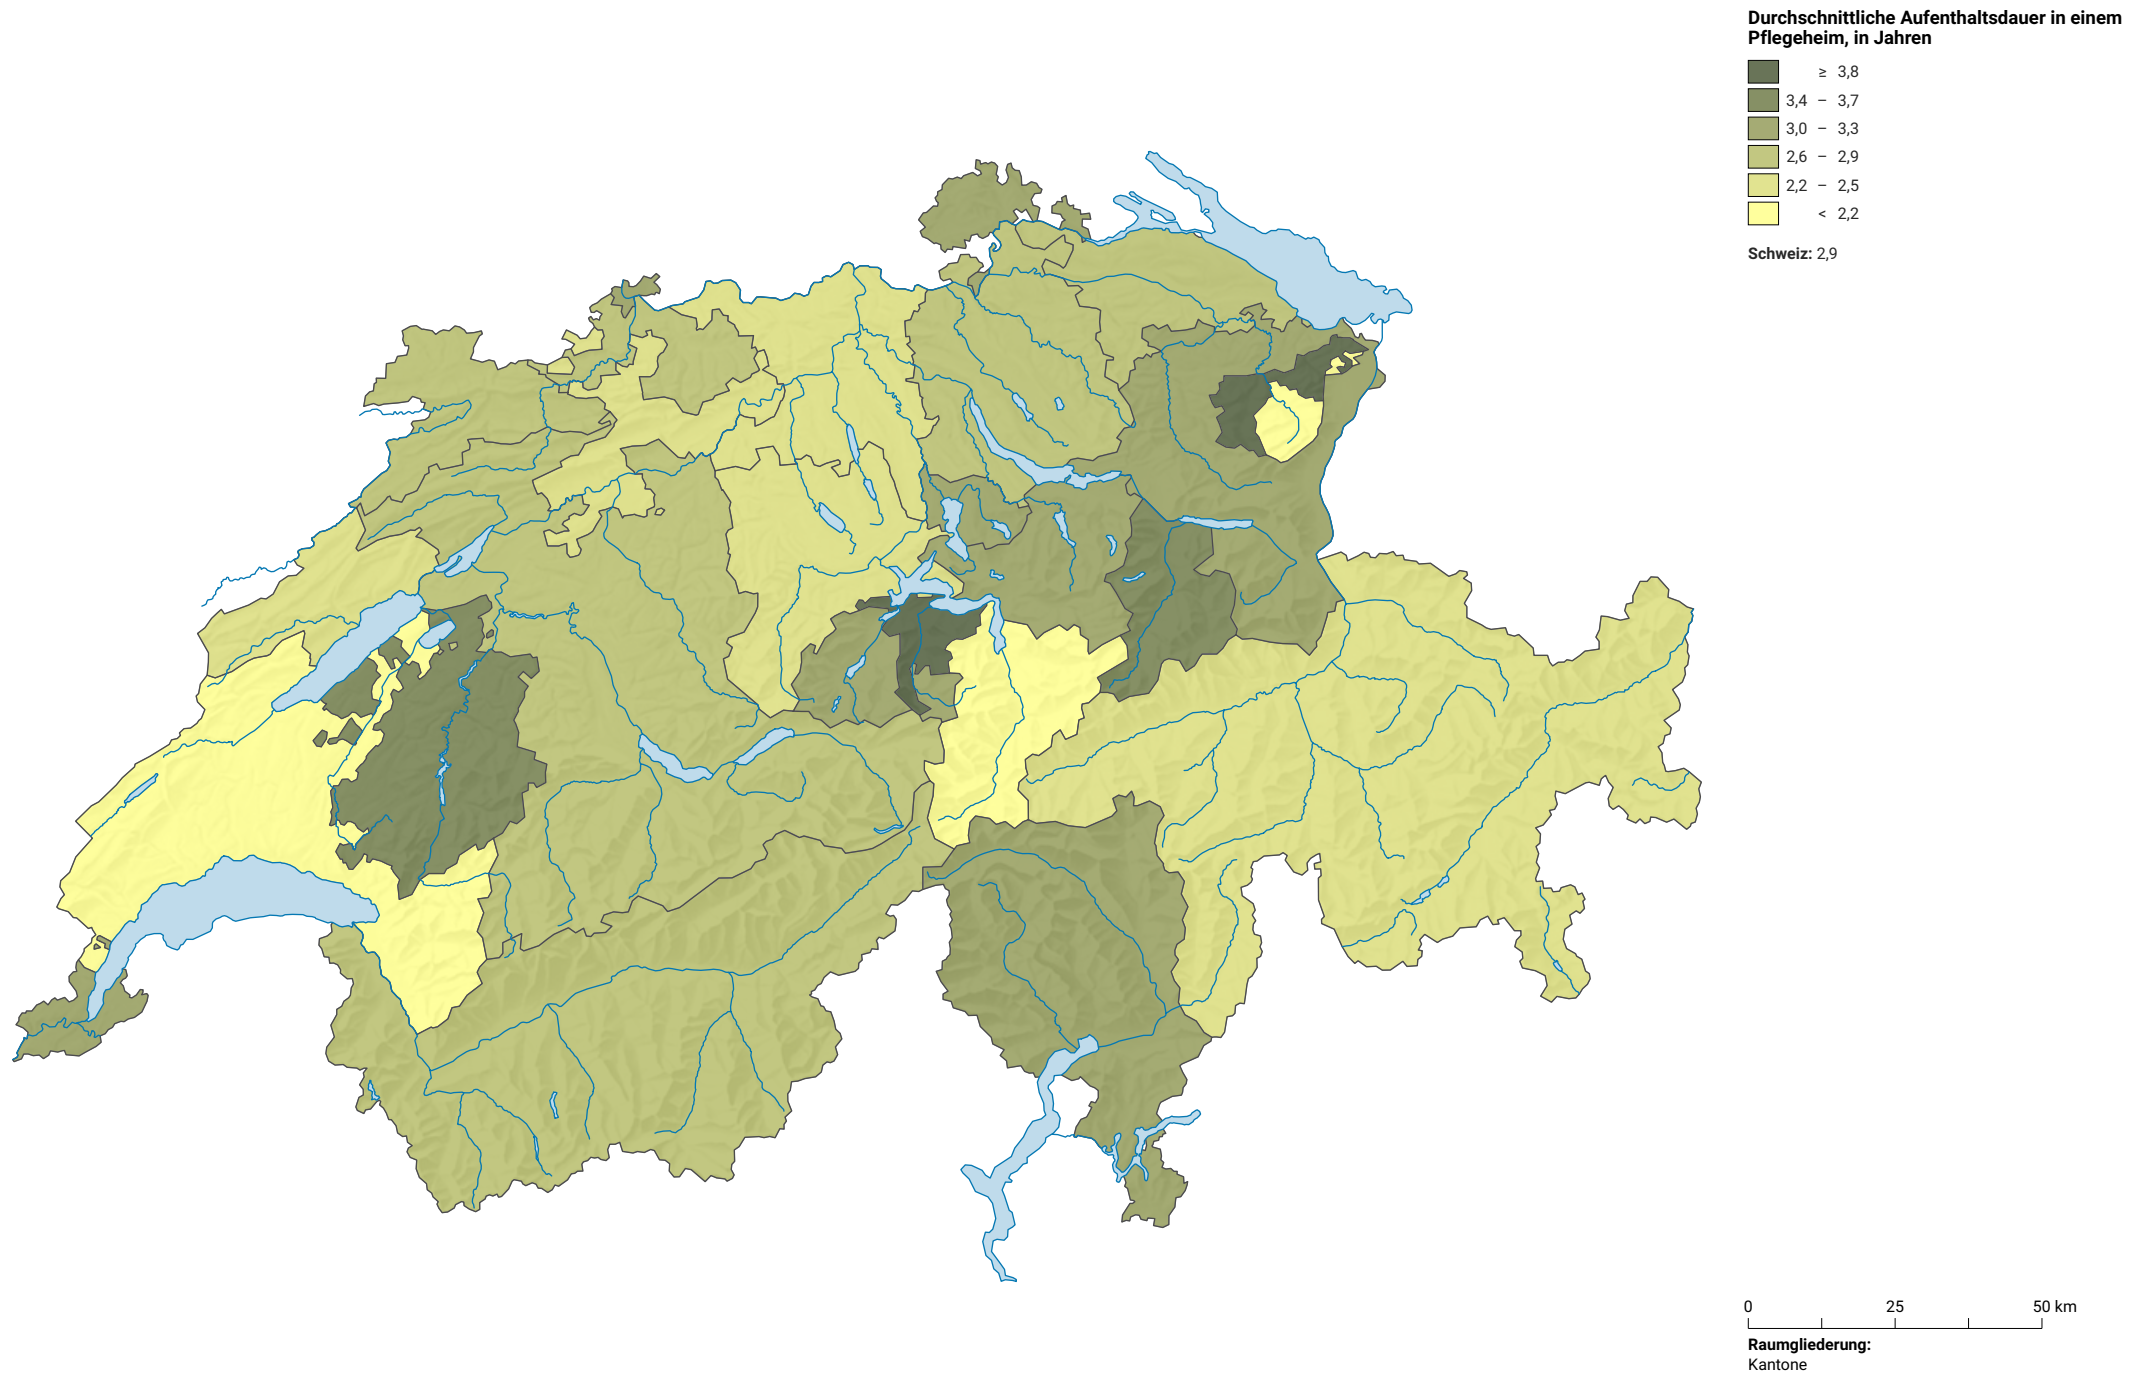 Durchschnittliche Aufenthaltsdauer in einem
Pflegeheim, in Jahren
≥ 3,8
3,4 – 3,7
3,0 – 3,3
2,6 – 2,9
2,2 – 2,5
< 2,2
Schweiz: 2,9
0 25 50 km
Raumgliederung:
Kantone